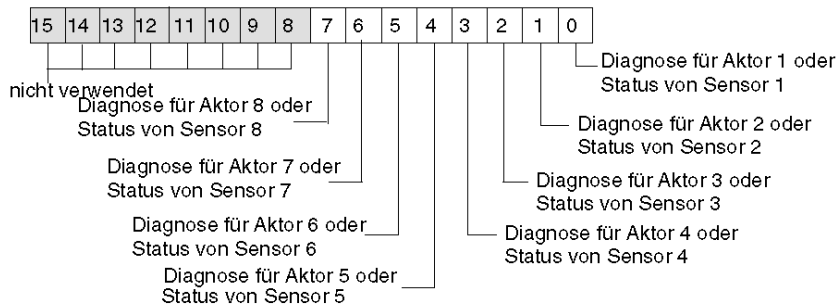 15 14 13 12 11 10 9 8 7 6 5 4 3 2 1 0
nicht verwendet
Diagnose für Aktor 1 oder
Status von Sensor 1
Diagnose für Aktor 8 oder
Status von Sensor 8
Diagnose für Aktor 2 oder
Status von Sensor 2
Diagnose für Aktor 7 oder
Status von Sensor 7
Diagnose für Aktor 3 oder
Status von Sensor 3
Diagnose für Aktor 6 oder
Status von Sensor 6
Diagnose für Aktor 4 oder
Status von Sensor 4
Diagnose für Aktor 5 oder
Status von Sensor 5